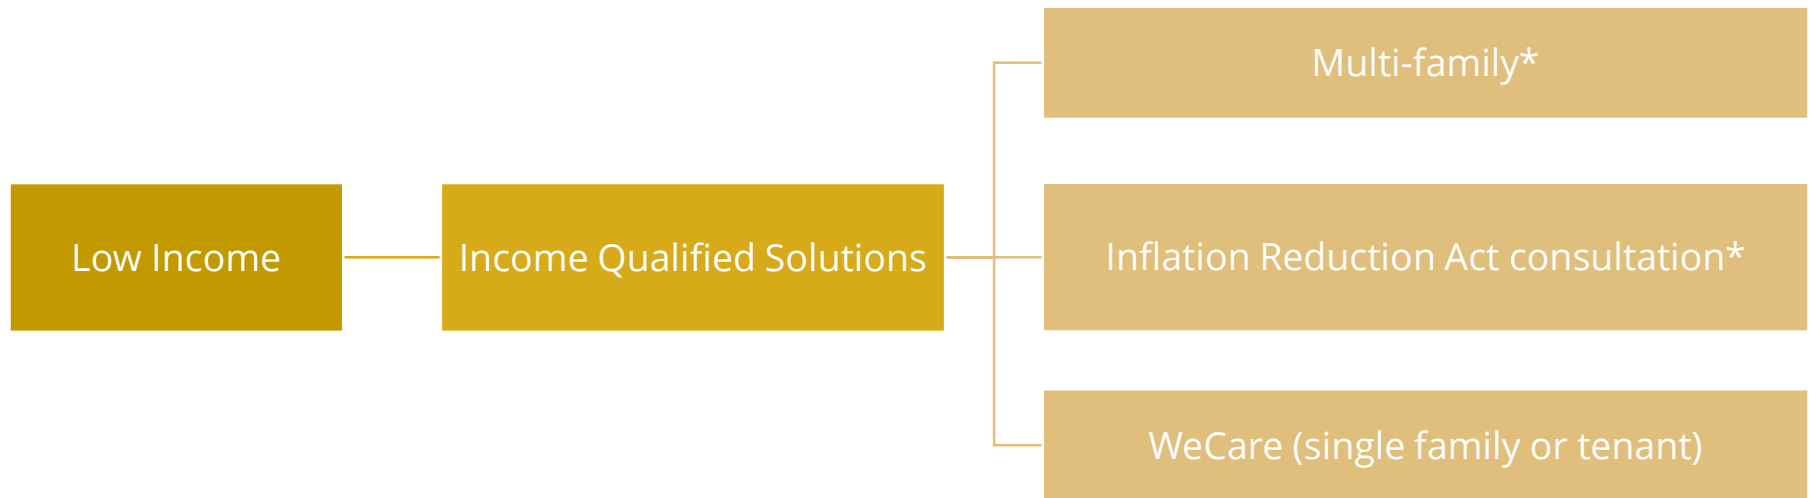 Multi-family*
Low Income
Income Qualified Solutions
Inflation Reduction Act consultation*
WeCare (single family or tenant)